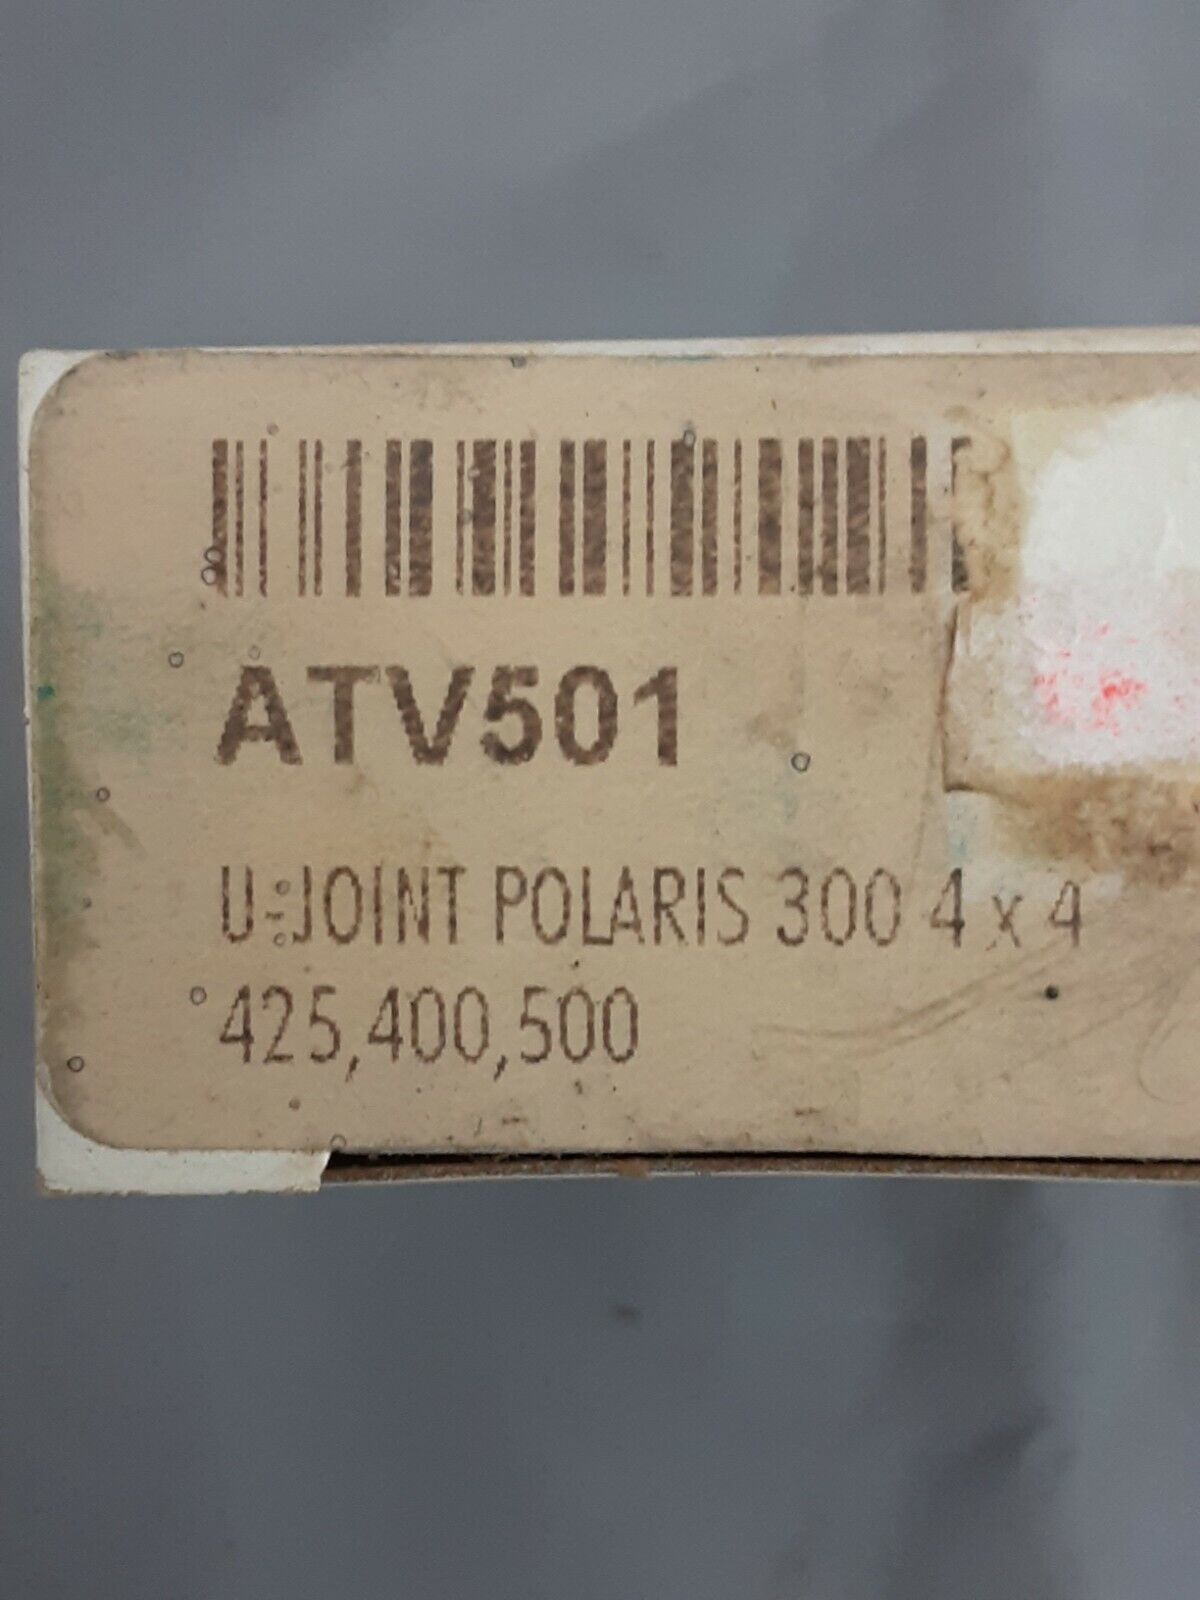 ATV501
U-JOINT POLARIS 300 4 x 4
425,400,500